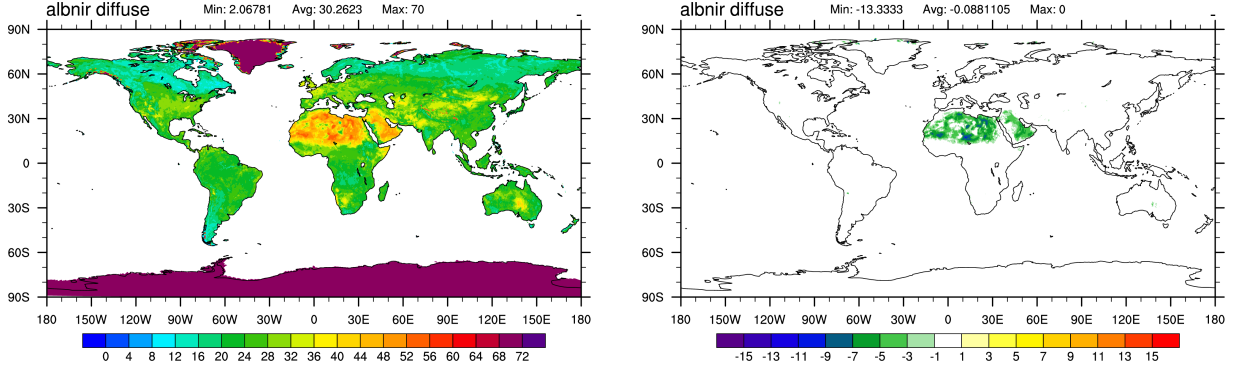 albnir diffuse Min: 2.06781 Avg: 30.2623 Max: 70
90N
60N
30N
0
30S
60S
90S
180 150W 120W 90W 60W 30W 0 30E 60E 90E 120E 150E 180
0 4 8 12 16 20 24 28 32 36 40 44 48 52 56 60 64 68 72
albnir diffuse Min: -13.3333 Avg: -0.0881105 Max: 0
90N
60N
30N
0
30S
60S
90S
180 150W 120W 90W 60W 30W 0 30E 60E 90E 120E 150E 180
-15 -13 -11 -9 -7 -5 -3 -1 1 3 5 7 9 11 13 15